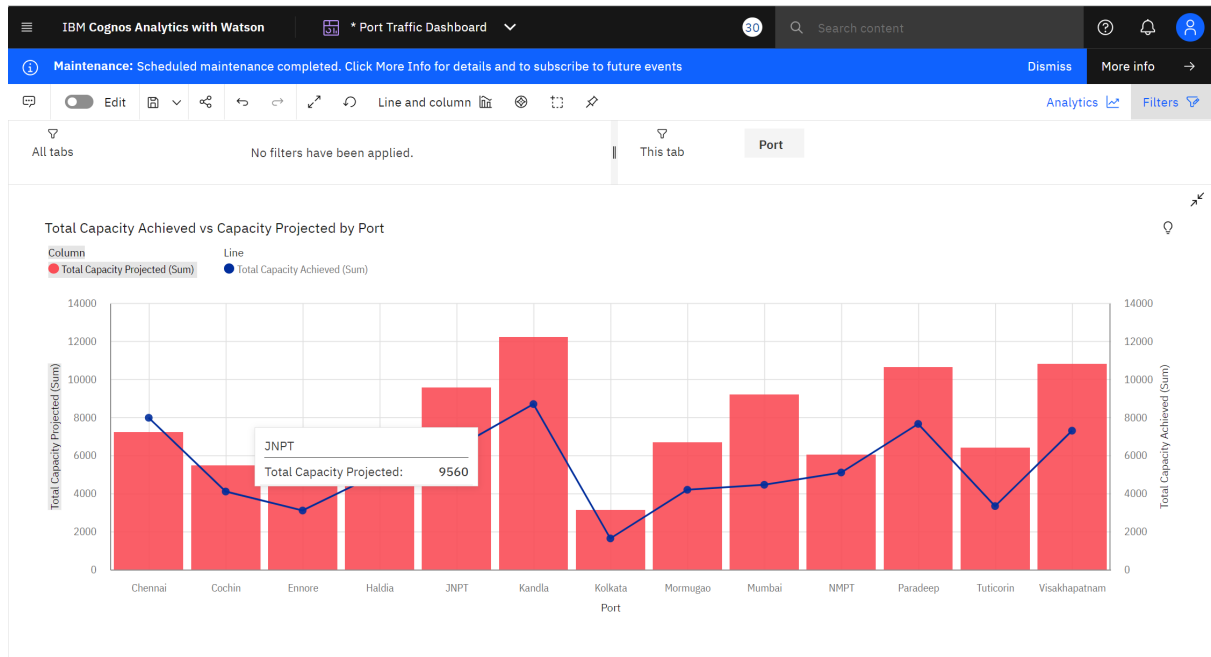 IBM Cognos Analytics with Watson
* Port Traffic Dashboard
30
Search content
Maintenance: Scheduled maintenance completed. Click More Info for details and to subscribe to future events
Dismiss
More info
Edit
Line and column
Analytics
Filters
All tabs
No filters have been applied.
This tab
Port
Total Capacity Achieved vs Capacity Projected by Port
Column
Line
Total Capacity Projected (Sum)
Total Capacity Achieved (Sum)
Total Capacity Projected (Sum)
14000
12000
10000
8000
6000
4000
2000
0
JNPT
Total Capacity Projected: 9560
14000
12000
10000
8000
6000
4000
2000
0
Total Capacity Achieved (Sum)
Chennai Cochin Ennore Haldia JNPT Kandla Kolkata Mormugao Mumbai NMPT Paradeep Tuticorin Visakhapatnam
Port